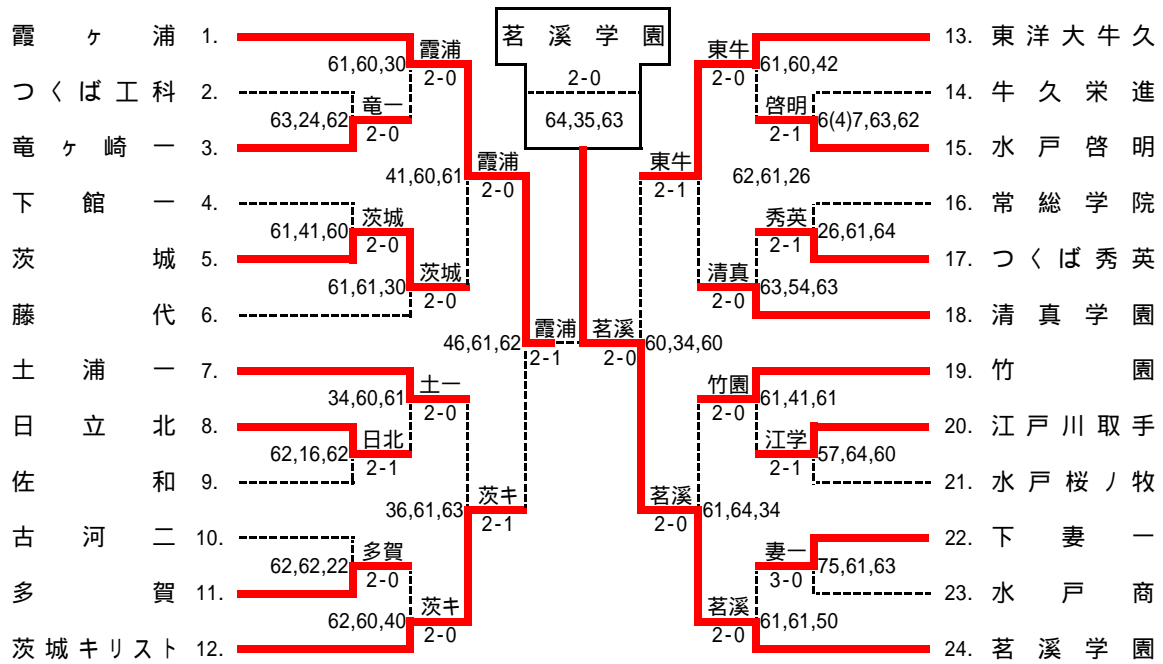 茗溪学園
2-0
64,35,63
霞ヶ浦 1.
つくば工科 2.
竜ヶ崎一 3.
下館一 4.
茨城 5.
藤代 6.
土浦一 7.
日立北 8.
佐和 9.
古河二 10.
多賀 11.
茨城キリスト 12.
霞浦
61,60,30
2-0
竜一
63,24,62
2-0
霞浦
41,60,61
2-0
茨城
61,41,60
2-0
茨城
61,61,30
2-0
霞浦
46,61,62
2-1
土一
34,60,61
2-0
日北
62,16,62
2-1
茨キ
36,61,63
2-1
多賀
62,62,22
2-0
茨キ
62,60,40
2-0
東牛
61,60,42
2-0
啓明
6(4)7,63,62
2-1
東牛
62,61,26
2-1
秀英
26,61,64
2-1
清真
63,54,63
2-0
茗溪
60,34,60
2-0
竹園
61,41,61
2-0
江学
57,64,60
2-1
茗溪
61,64,34
2-0
妻一
75,61,63
3-0
茗溪
61,61,50
2-0
13. 東洋大牛久
14. 牛久栄進
15. 水戸啓明
16. 常総学院
17. つくば秀英
18. 清真学園
19. 竹園
20. 江戸川取手
21. 水戸桜ノ牧
22. 下妻一
23. 水戸商
24. 茗溪学園